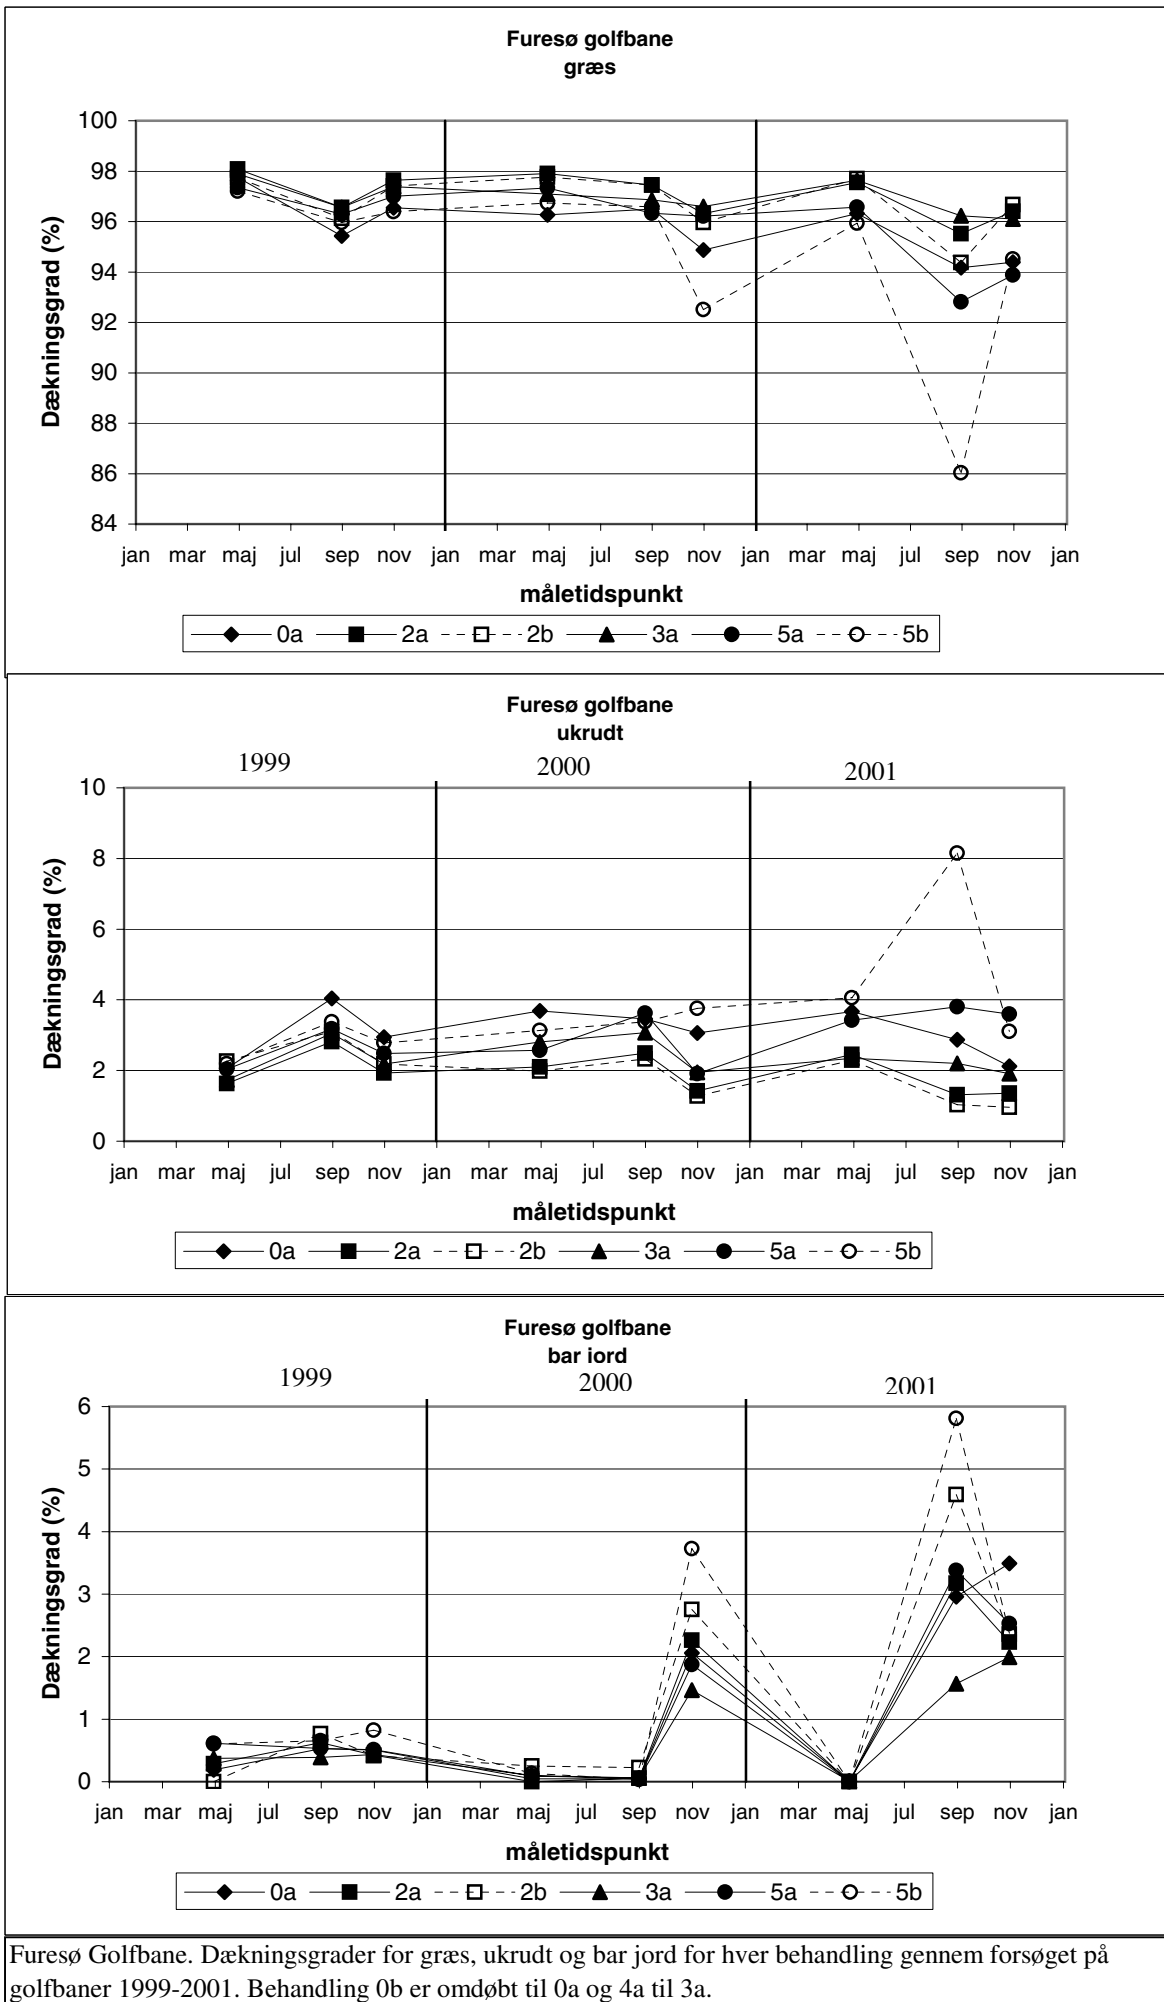 Furesø golfbane
græs
100
98
96
94
92
90
88
86
84
Dækningsgrad (%)
jan mar maj jul sep nov jan mar maj jul sep nov jan mar maj jul sep nov jan
måletidspunkt
0a 2a 2b 3a 5a 5b
Furesø golfbane
ukrudt
1999 2000 2001
10
8
6
4
2
0
Dækningsgrad (%)
jan mar maj jul sep nov jan mar maj jul sep nov jan mar maj jul sep nov jan
måletidspunkt
0a 2a 2b 3a 5a 5b
Furesø golfbane
bar iord
1999 2000 2001
6
5
4
3
2
1
0
Dækningsgrad (%)
jan mar maj jul sep nov jan mar maj jul sep nov jan mar maj jul sep nov jan
måletidspunkt
0a 2a 2b 3a 5a 5b
Furesø Golfbane. Dækningsgrader for græs, ukrudt og bar jord for hver behandling gennem forsøget på
golfbaner 1999-2001. Behandling 0b er omdøbt til 0a og 4a til 3a.